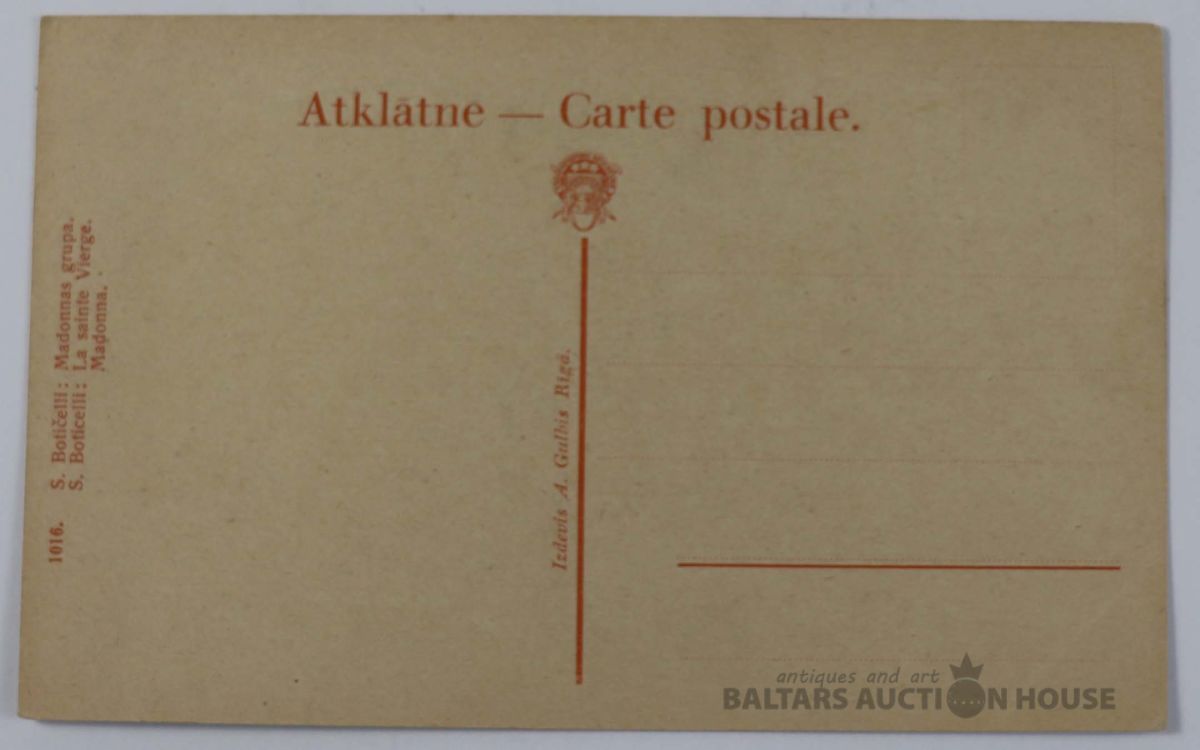 Atklātne — Carte postale.
1016. S. Botičelli: Madonnas grupa.
S. Boticelli: La sainte Vierge.
Madonna.
Izdevis A. Gulbis Rīgā.
antiques and art
BALTARS AUCTION HOUSE